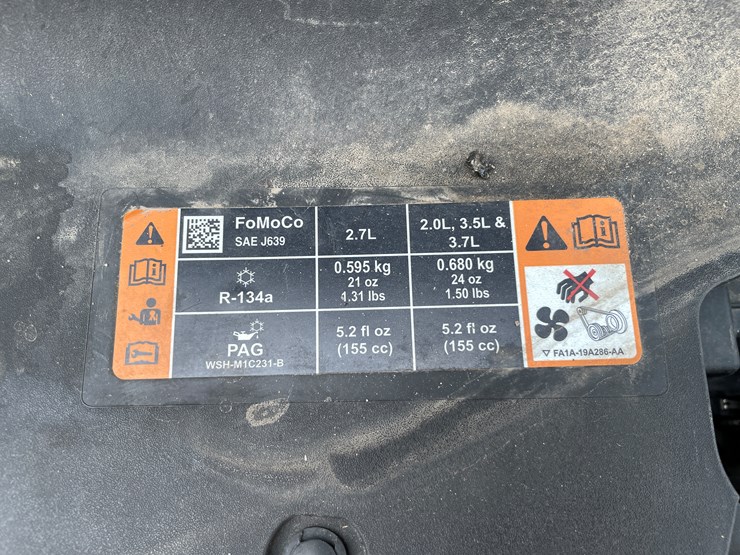 FoMoCo
SAE J639
2.7L
2.0L, 3.5L &
3.7L
R-134a
0.595 kg
21 oz
1.31 lbs
0.680 kg
24 oz
1.50 lbs
PAG
WSH-M1C231-B
5.2 fl oz
(155 cc)
5.2 fl oz
(155 cc)
FA1A-19A286-AA